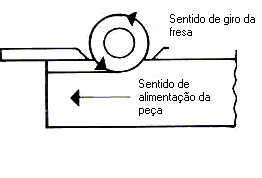 Sentido de giro da
fresa
Sentido de
alimentação da
peça